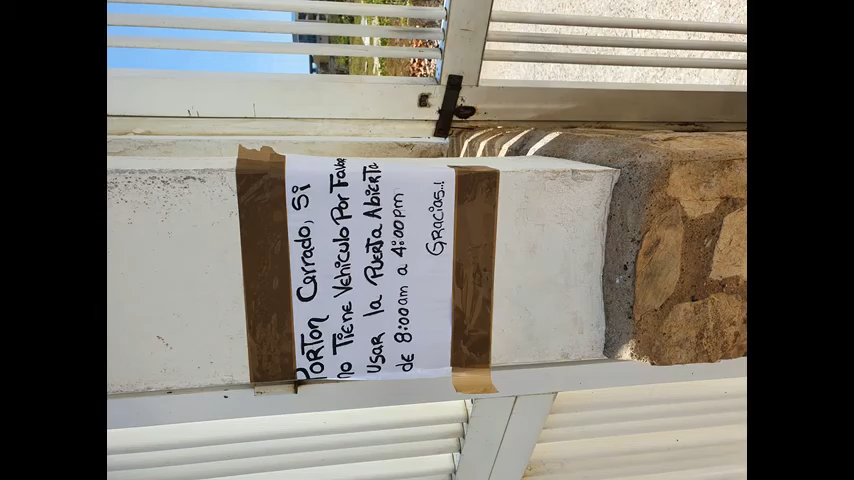 PORTON Cerrado, Si
no Tiene Vehiculo Por Favor
usar la Puerta Abierta
de 8:00am a 4:00pm
Gracias..!